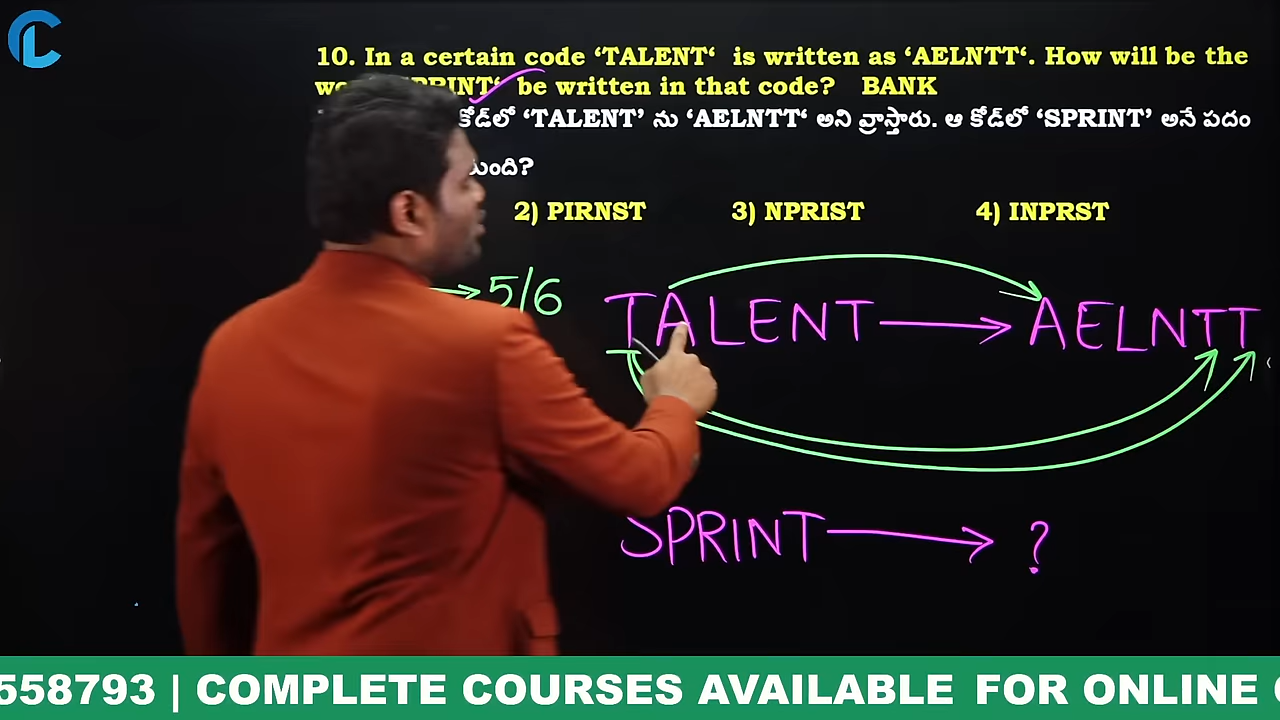 10. In a certain code ‘TALENT‘ is written as ‘AELNTT‘. How will be the
be written in that code? BANK
కోడ్‌లో ‘TALENT’ ను ‘AELNTT‘ అని వ్రాస్తారు. ఆ కోడ్‌లో ‘SPRINT’ అనే పదం
2) PIRNST 3) NPRIST 4) INPRST
5/6 TALENT AELNTT
SPRINT ?
558793 | COMPLETE COURSES AVAILABLE FOR ONLINE